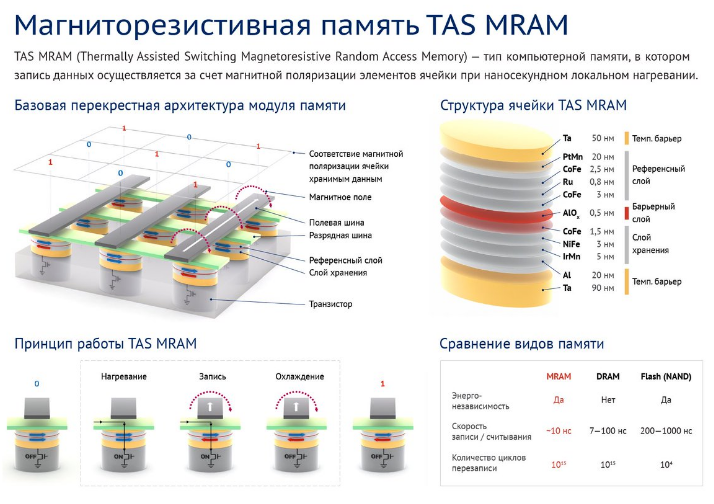 Магниторезистивная память TAS MRAM
TAS MRAM (Thermally Assisted Switching Magnetoresistive Random Access Memory) — тип компьютерной памяти, в котором
запись данных осуществляется за счет магнитной поляризации элементов ячейки при наносекундном локальном нагревании.
Базовая перекрестная архитектура модуля памяти
1
0
1
0
0
1
1
0
Соответствие магнитной
поляризации ячейки
хранимым данным
Магнитное поле
Полевая шина
Разрядная шина
Референсный слой
Слой хранения
Транзистор
Структура ячейки TAS MRAM
Ta 50 нм Темп. барьер
PtMn 20 нм
CoFe 2,5 нм Референсный
Ru 0,8 нм слой
CoFe 3 нм
AlOx 0,5 нм Барьерный
слой
CoFe 1,5 нм Слой
NiFe 3 нм хранения
IrMn 5 нм
Al 20 нм Темп. барьер
Ta 90 нм
Принцип работы TAS MRAM
0
Нагревание
Запись
Охлаждение
1
OFF
ON
ON
OFF
OFF
Сравнение видов памяти
MRAM DRAM Flash (NAND)
Энерго-
независимость Да Нет Да
Скорость
записи / считывания ~10 нс 7—100 нс 200—1000 нс
Количество циклов
перезаписи 10¹⁵ 10¹⁵ 10⁴